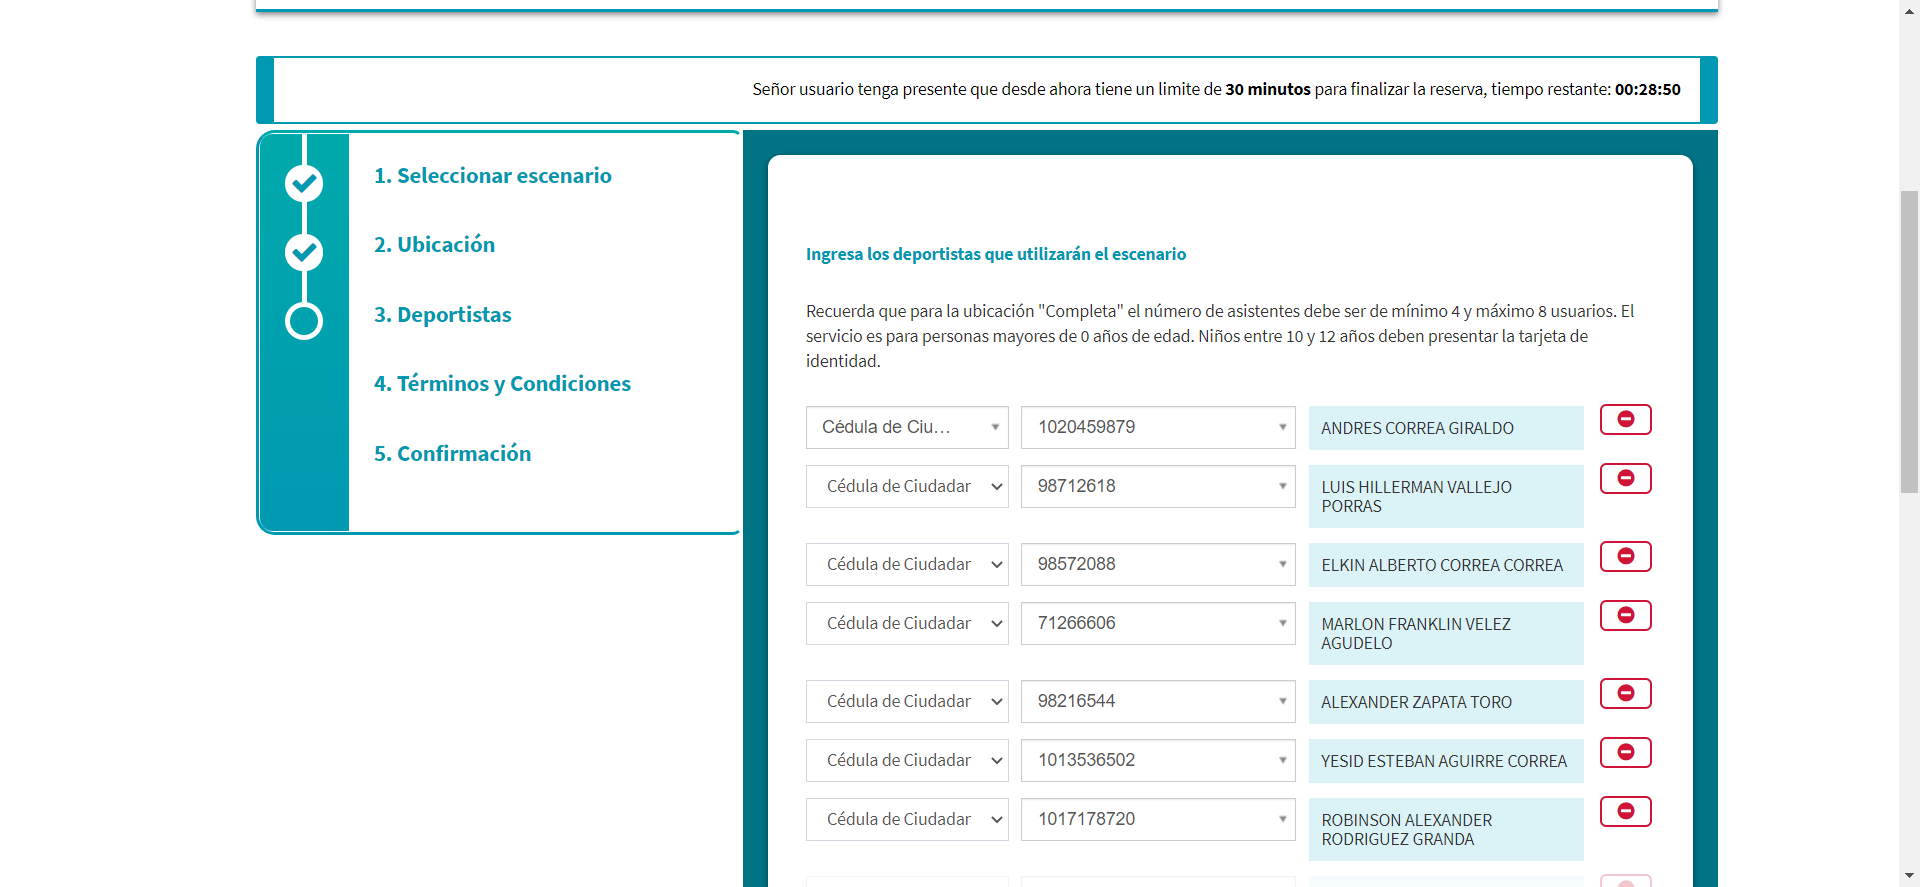 Señor usuario tenga presente que desde ahora tiene un limite de 30 minutos para finalizar la reserva, tiempo restante: 00:28:50
1. Seleccionar escenario
2. Ubicación
3. Deportistas
4. Términos y Condiciones
5. Confirmación
Ingresa los deportistas que utilizarán el escenario
Recuerda que para la ubicación "Completa" el número de asistentes debe ser de mínimo 4 y máximo 8 usuarios. El
servicio es para personas mayores de 0 años de edad. Niños entre 10 y 12 años deben presentar la tarjeta de
identidad.
Cédula de Ciu... 1020459879 ANDRES CORREA GIRALDO
Cédula de Ciudadar 98712618 LUIS HILLERMAN VALLEJO
PORRAS
Cédula de Ciudadar 98572088 ELKIN ALBERTO CORREA CORREA
Cédula de Ciudadar 71266606 MARLON FRANKLIN VELEZ
AGUDELO
Cédula de Ciudadar 98216544 ALEXANDER ZAPATA TORO
Cédula de Ciudadar 1013536502 YESID ESTEBAN AGUIRRE CORREA
Cédula de Ciudadar 1017178720 ROBINSON ALEXANDER
RODRIGUEZ GRANDA